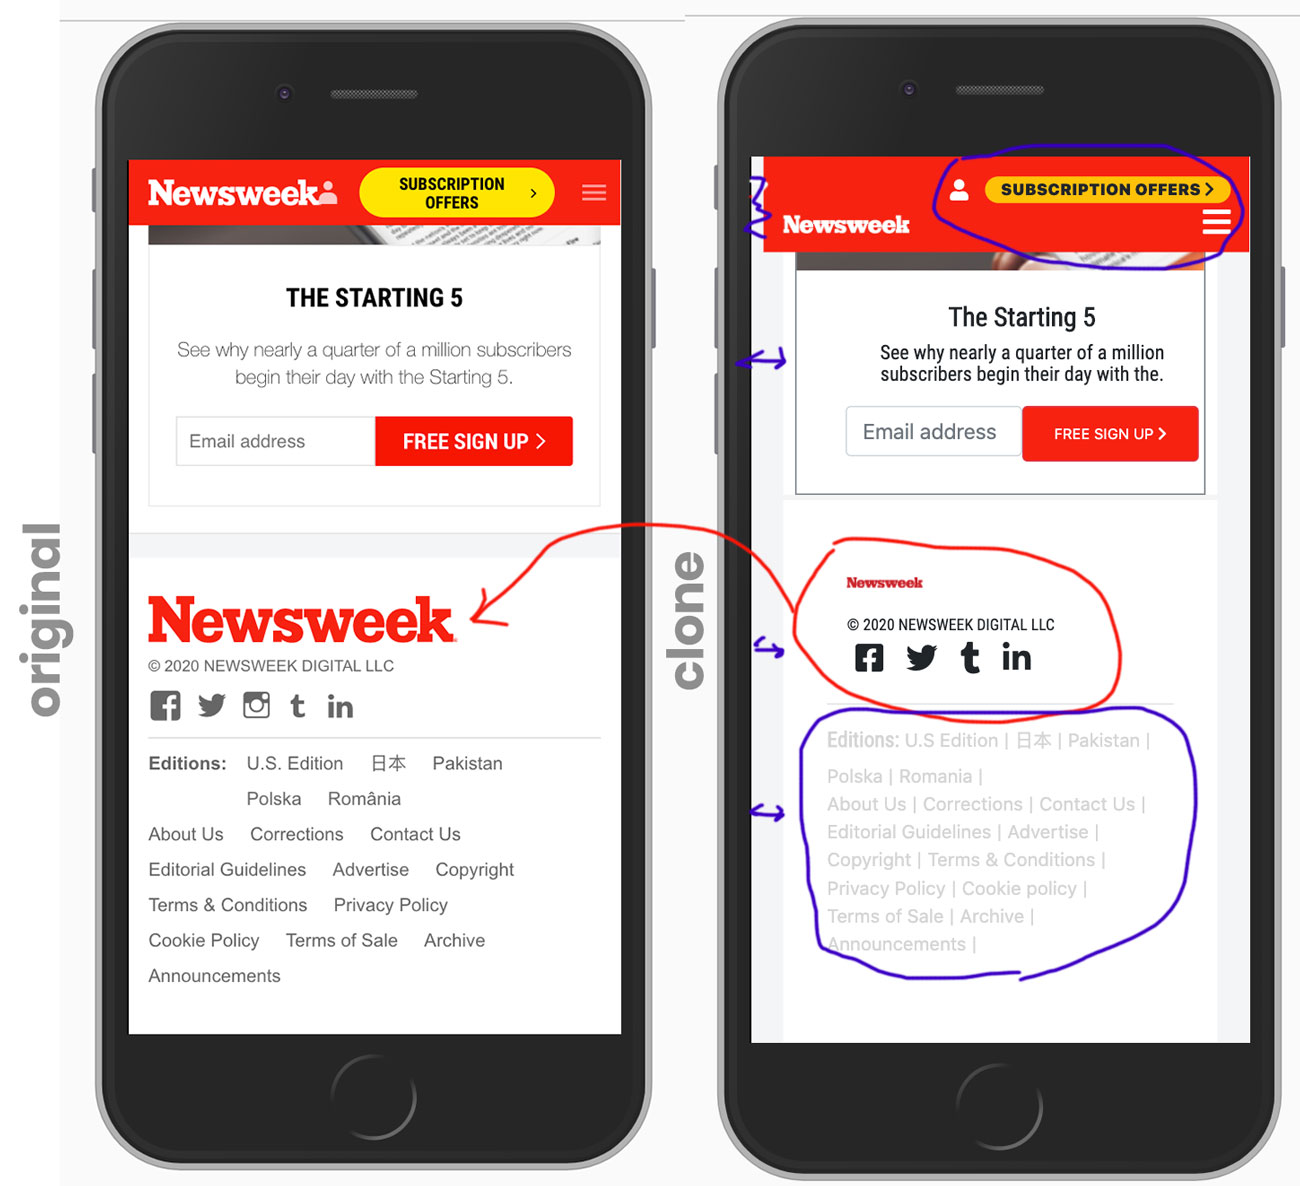 original
Newsweek
SUBSCRIPTION
OFFERS
THE STARTING 5
See why nearly a quarter of a million subscribers
begin their day with the Starting 5.
Email address
FREE SIGN UP
Newsweek
© 2020 NEWSWEEK DIGITAL LLC
Editions: U.S. Edition 日本 Pakistan
Polska România
About Us Corrections Contact Us
Editorial Guidelines Advertise Copyright
Terms & Conditions Privacy Policy
Cookie Policy Terms of Sale Archive
Announcements
clone
SUBSCRIPTION OFFERS
Newsweek
The Starting 5
See why nearly a quarter of a million
subscribers begin their day with the.
Email address
FREE SIGN UP
Newsweek
© 2020 NEWSWEEK DIGITAL LLC
Editions: U.S Edition | 日本 | Pakistan |
Polska | Romania |
About Us | Corrections | Contact Us |
Editorial Guidelines | Advertise |
Copyright | Terms & Conditions |
Privacy Policy | Cookie policy |
Terms of Sale | Archive |
Announcements |